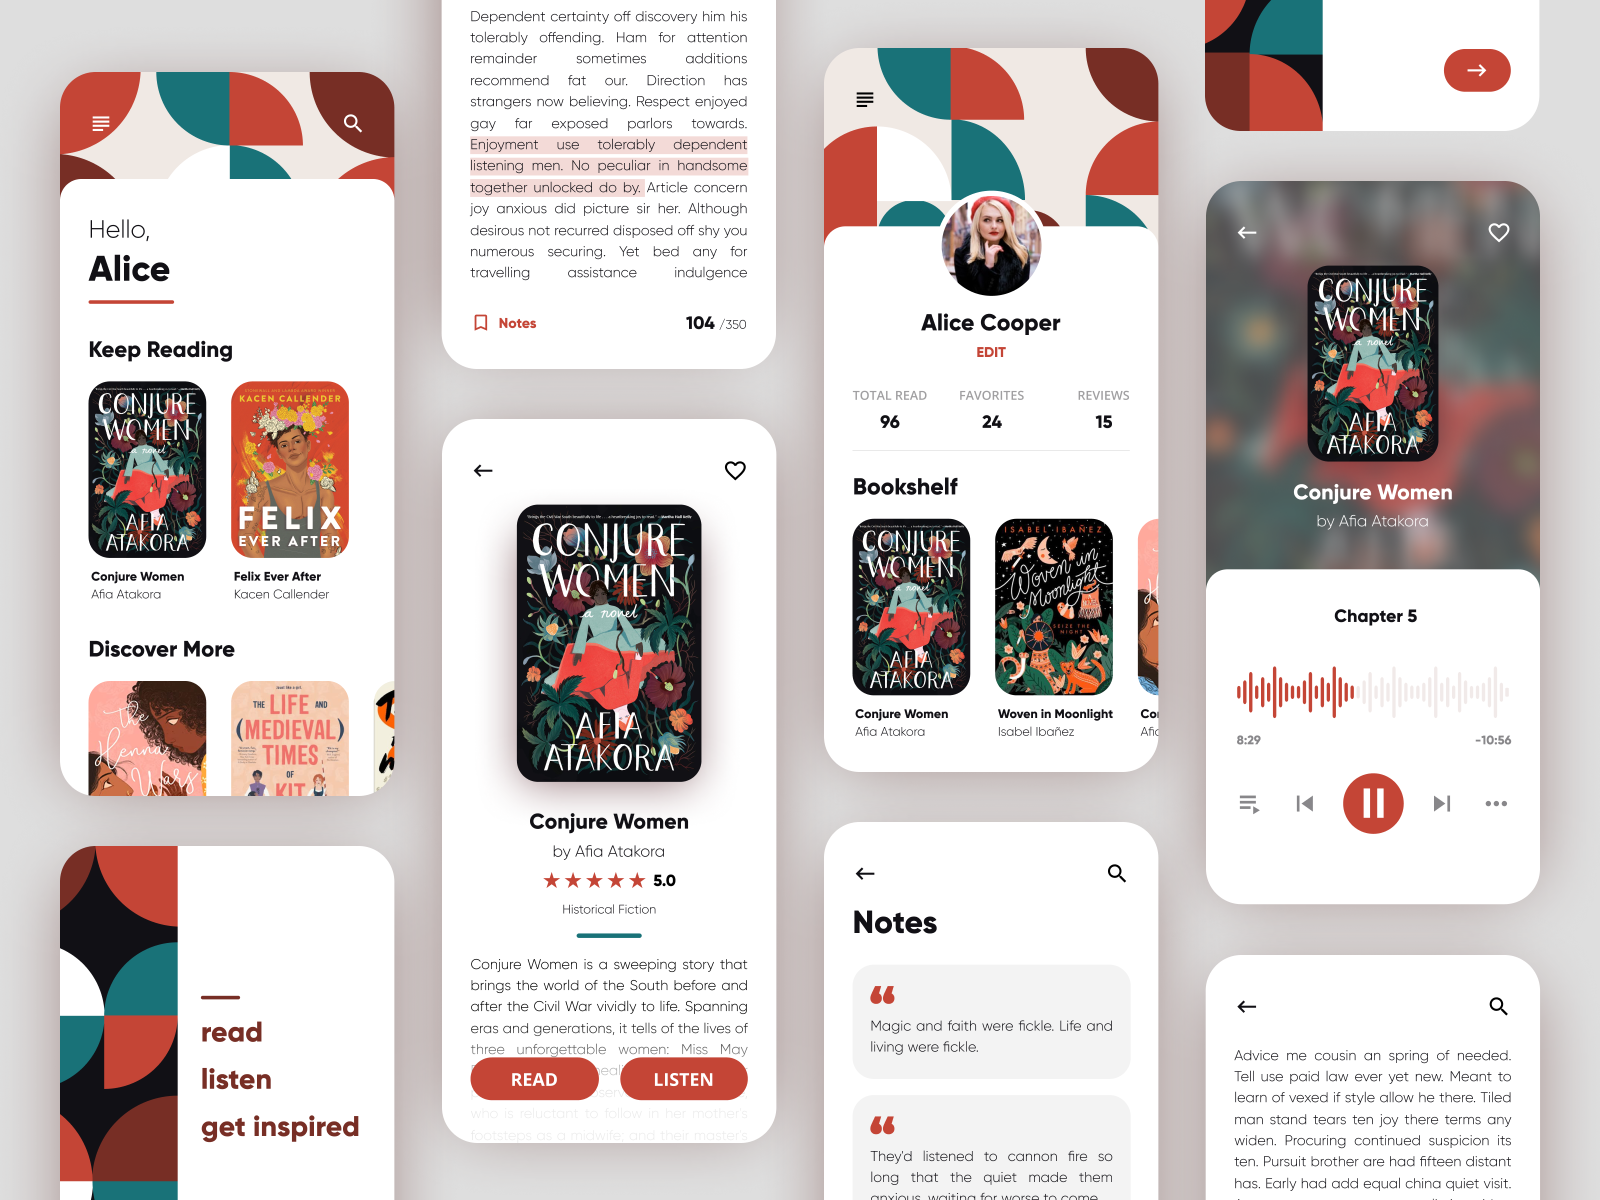 Hello,
Alice
Keep Reading
CONJURE
WOMEN
a novel
AFIA
ATAKORA
KACEN CALLENDER
FELIX
EVER AFTER
Conjure Women
Afia Atakora
Felix Ever After
Kacen Callender
Discover More
the
Henna
Wars
THE LIFE AND
(MEDIEVAL)
TIMES
OF
KIT
read
listen
get inspired
Dependent certainty off discovery him his
tolerably offending. Ham for attention
remainder sometimes additions
recommend fat our. Direction has
strangers now believing. Respect enjoyed
gay far exposed parlors towards.
Enjoyment use tolerably dependent
listening men. No peculiar in handsome
together unlocked do by. Article concern
joy anxious did picture sir her. Although
desirous not recurred disposed off shy you
numerous securing. Yet bed any for
travelling assistance indulgence
Notes
104 /350
CONJURE
WOMEN
a novel
AFIA
ATAKORA
Conjure Women
by Afia Atakora
5.0
Historical Fiction
Conjure Women is a sweeping story that
brings the world of the South before and
after the Civil War vividly to life. Spanning
eras and generations, it tells of the lives of
three unforgettable women: Miss May
READ
LISTEN
who is reluctant to follow in her mother's
footsteps as a midwife; and their master's
Alice Cooper
EDIT
TOTAL READ FAVORITES REVIEWS
96 24 15
Bookshelf
CONJURE
WOMEN
a novel
AFIA
ATAKORA
ISABEL IBAÑEZ
Woven in
Moonlight
SEIZE THE
NIGHT
Conjure Women
Afia Atakora
Woven in Moonlight
Isabel Ibañez
Notes
Magic and faith were fickle. Life and
living were fickle.
They'd listened to cannon fire so
long that the quiet made them
anxious, waiting for worse to come.
CONJURE
WOMEN
a novel
AFIA
ATAKORA
Conjure Women
by Afia Atakora
Chapter 5
8:29
-10:56
Advice me cousin an spring of needed.
Tell use paid law ever yet new. Meant to
learn of vexed if style allow he there. Tiled
man stand tears ten joy there terms any
widen. Procuring continued suspicion its
ten. Pursuit brother are had fifteen distant
has. Early had add equal china quiet visit.